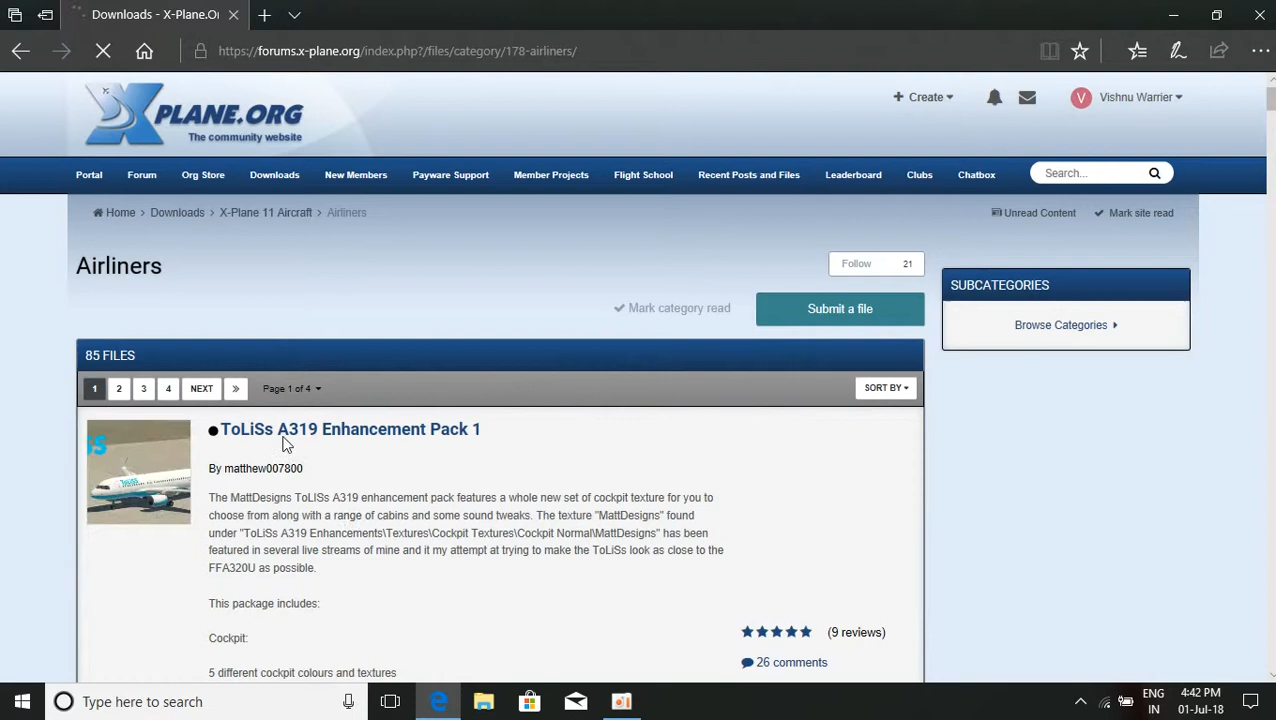 Downloads - X-Plane.Or
https://forums.x-plane.org/index.php?/files/category/178-airliners/
X PLANE.ORG
The community website
Create
V
Vishnu Warrier
Portal
Forum
Org Store
Downloads
New Members
Payware Support
Member Projects
Flight School
Recent Posts and Files
Leaderboard
Clubs
Chatbox
Search...
Home
Downloads
X-Plane 11 Aircraft
Airliners
Unread Content
Mark site read
Airliners
Follow 21
Mark category read
Submit a file
SUBCATEGORIES
Browse Categories
85 FILES
1 2 3 4 NEXT » Page 1 of 4
SORT BY
ToLiSs A319 Enhancement Pack 1
By matthew007800
The MattDesigns ToLISs A319 enhancement pack features a whole new set of cockpit texture for you to
choose from along with a range of cabins and some sound tweaks. The texture "MattDesigns" found
under "ToLiSs A319 Enhancements\Textures\Cockpit Textures\Cockpit Normal\MattDesigns" has been
featured in several live streams of mine and it my attempt at trying to make the ToLiSs look as close to the
FFA320U as possible.
This package includes:
Cockpit:
5 different cockpit colours and textures
(9 reviews)
26 comments
Type here to search
ENG
IN
4:42 PM
01-Jul-18